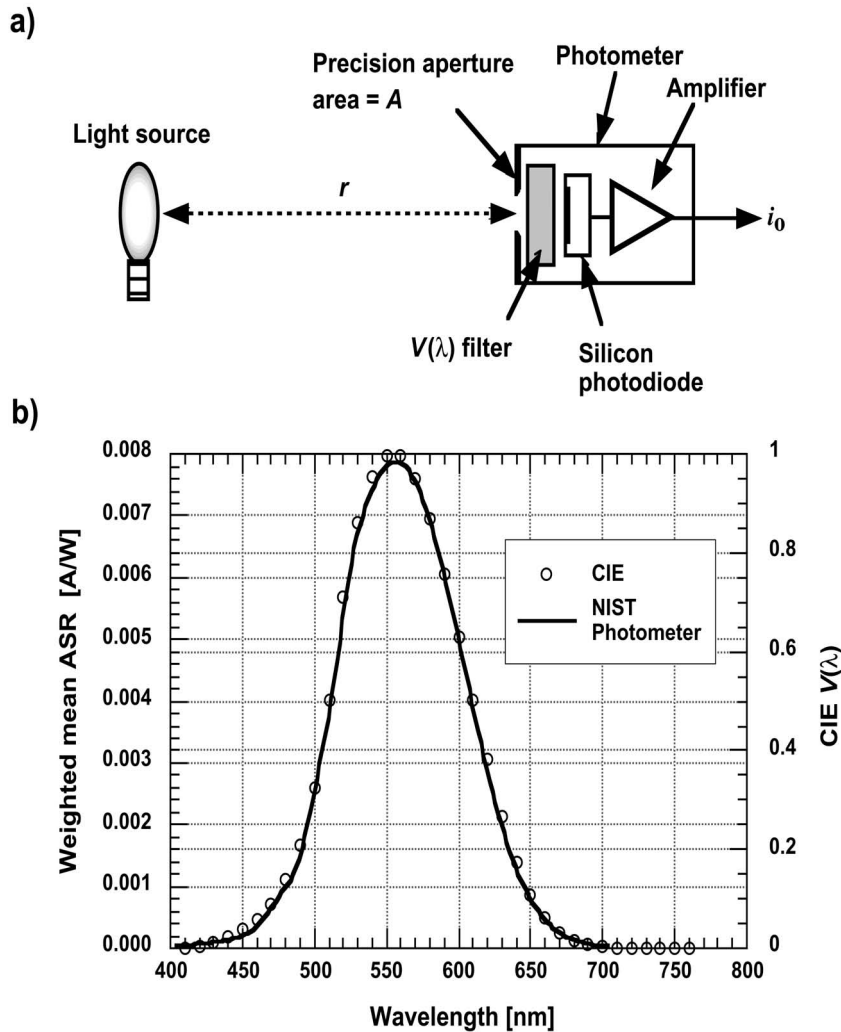 a)
Photometer
Precision aperture
area = A
Amplifier
Light source
r
i0
V(λ) filter
Silicon
photodiode
b)
0.008
0.007
0.006
0.005
0.004
0.003
0.002
0.001
0.000
Weighted mean ASR [A/W]
1
0.8
0.6
0.4
0.2
0
CIE V(λ)
CIE
NIST
Photometer
400 450 500 550 600 650 700 750 800
Wavelength [nm]